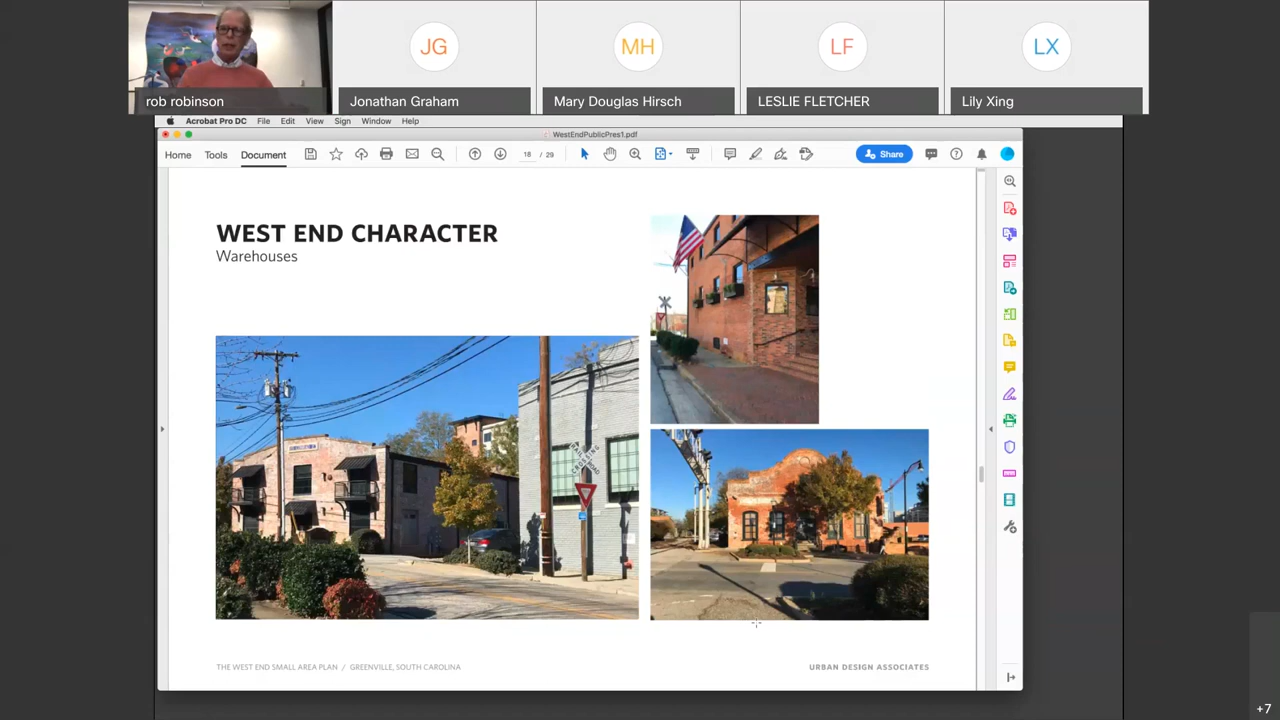 JG
MH
LF
LX
rob robinson
Jonathan Graham
Mary Douglas Hirsch
LESLIE FLETCHER
Lily Xing
Acrobat Pro DC File Edit View Sign Window Help
WestEndPublicPres1.pdf
Home Tools Document
18 / 29
Share
WEST END CHARACTER
Warehouses
RAILROAD CROSSING
THE WEST END SMALL AREA PLAN / GREENVILLE, SOUTH CAROLINA
URBAN DESIGN ASSOCIATES
+7